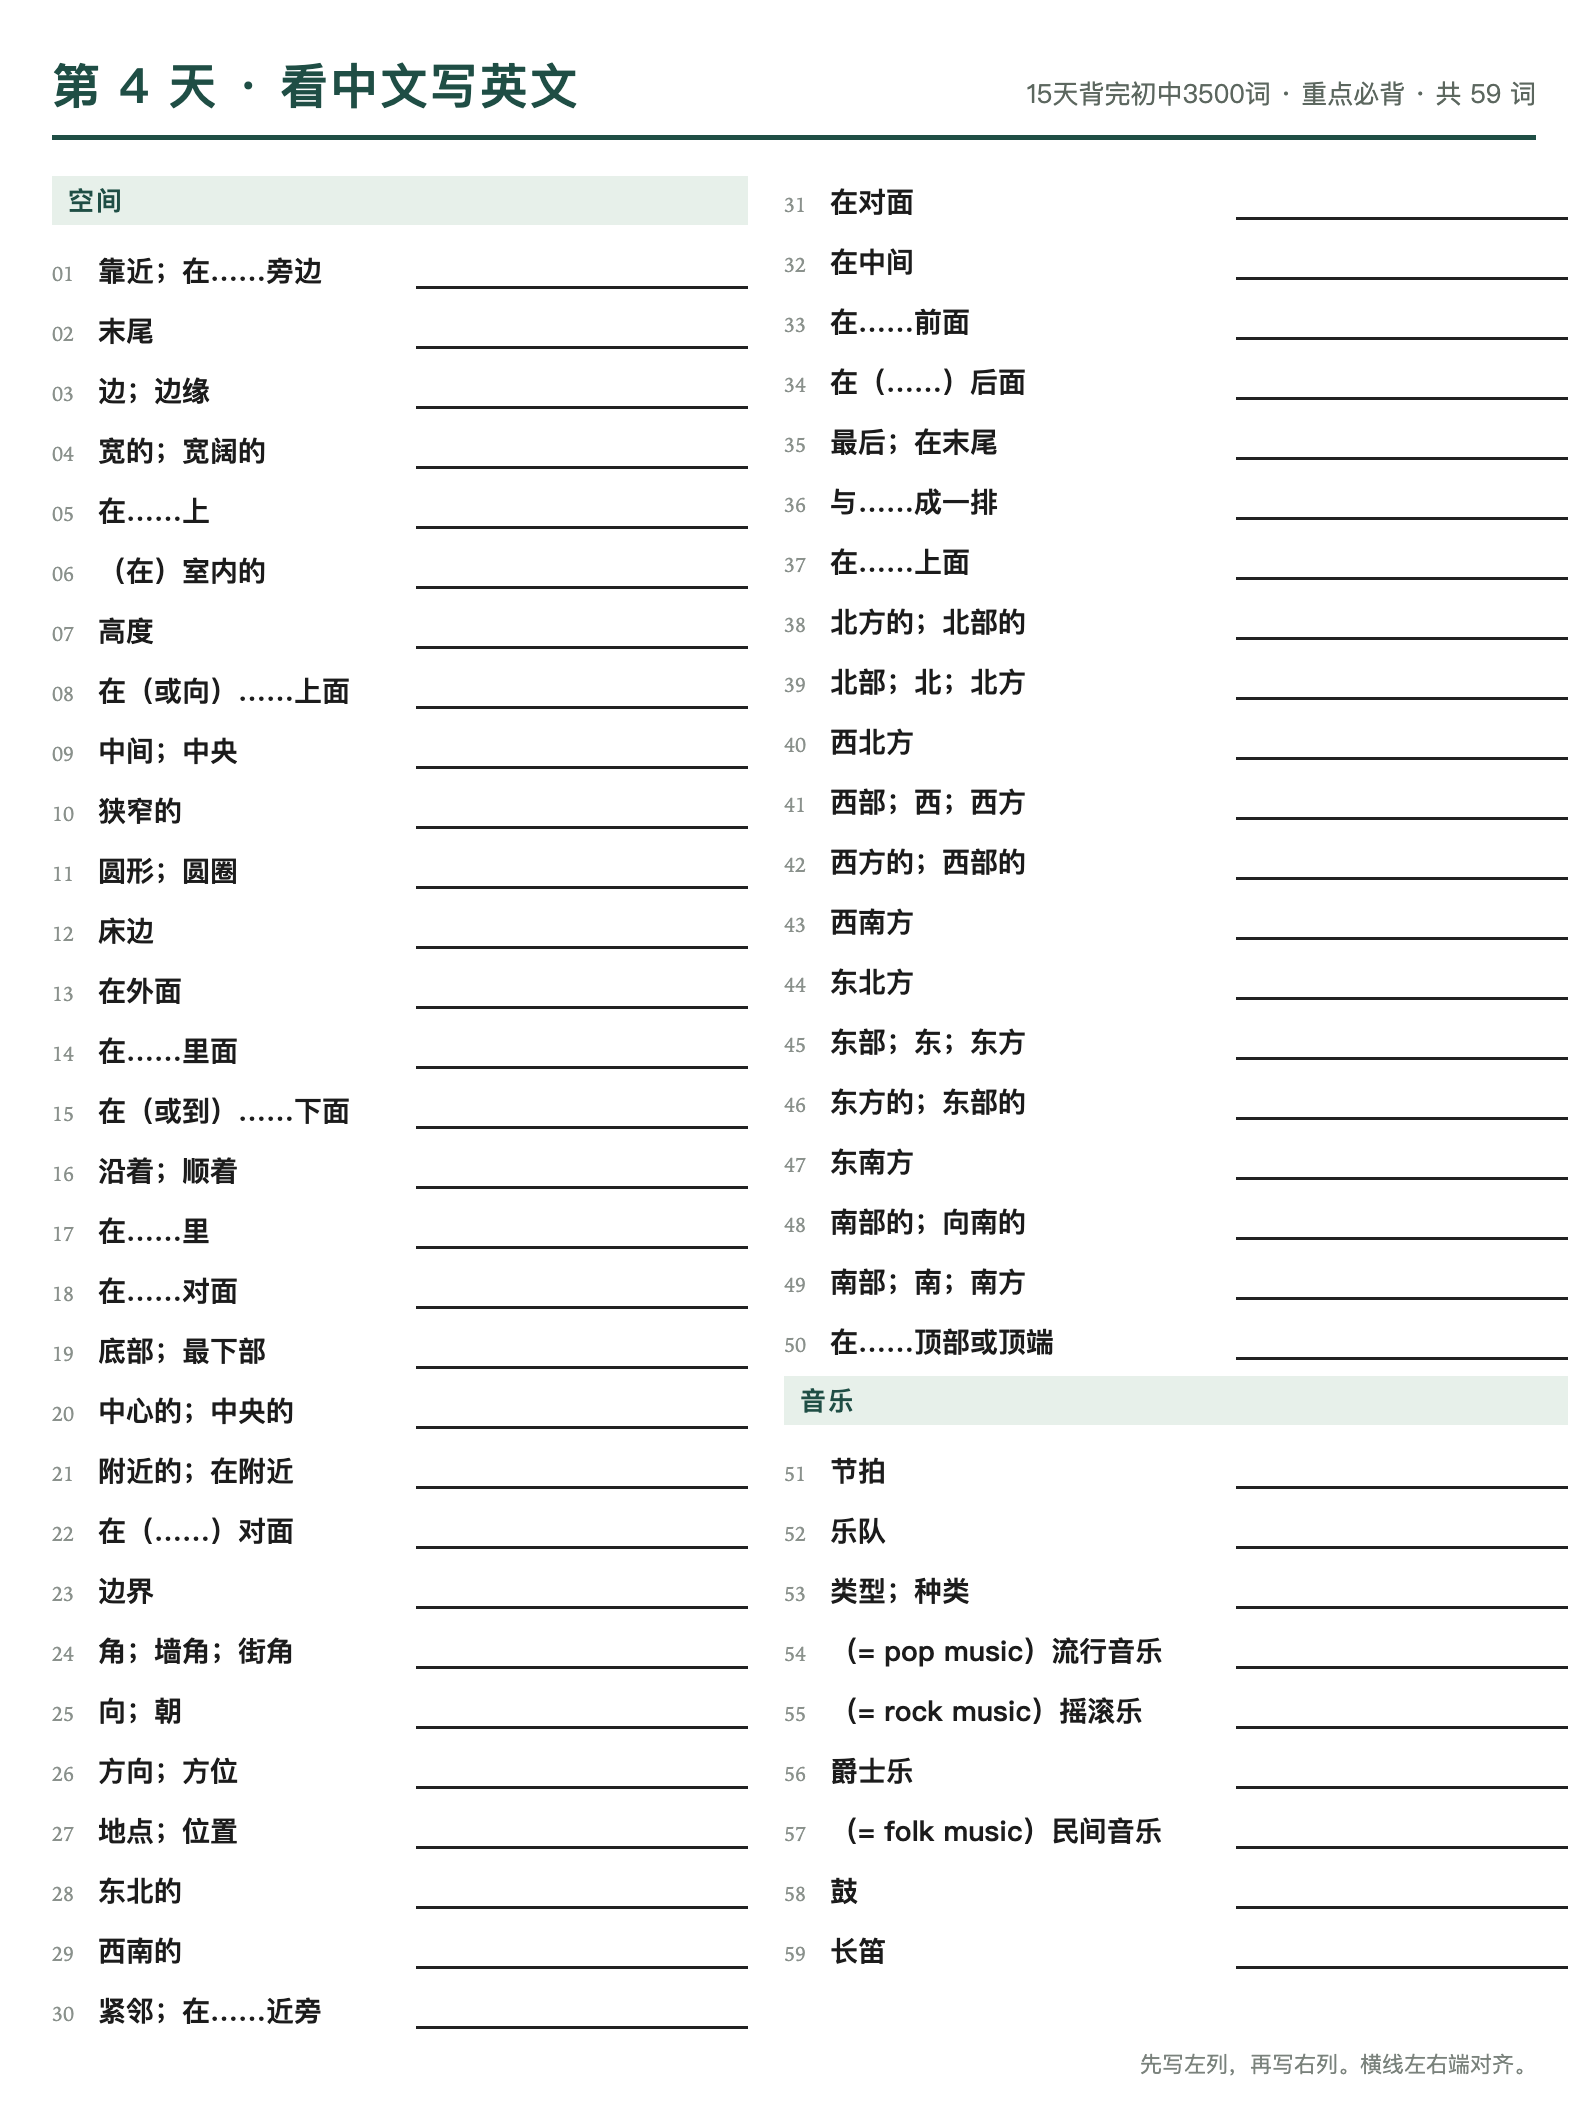 第 4 天 · 看中文写英文
15天背完初中3500词 · 重点必背 · 共 59 词
空间
01 靠近；在……旁边
02 末尾
03 边；边缘
04 宽的；宽阔的
05 在……上
06 （在）室内的
07 高度
08 在（或向）……上面
09 中间；中央
10 狭窄的
11 圆形；圆圈
12 床边
13 在外面
14 在……里面
15 在（或到）……下面
16 沿着；顺着
17 在……里
18 在……对面
19 底部；最下部
20 中心的；中央的
21 附近的；在附近
22 在（……）对面
23 边界
24 角；墙角；街角
25 向；朝
26 方向；方位
27 地点；位置
28 东北的
29 西南的
30 紧邻；在……近旁
31 在对面
32 在中间
33 在……前面
34 在（……）后面
35 最后；在末尾
36 与……成一排
37 在……上面
38 北方的；北部的
39 北部；北；北方
40 西北方
41 西部；西；西方
42 西方的；西部的
43 西南方
44 东北方
45 东部；东；东方
46 东方的；东部的
47 东南方
48 南部的；向南的
49 南部；南；南方
50 在……顶部或顶端
音乐
51 节拍
52 乐队
53 类型；种类
54 （= pop music）流行音乐
55 （= rock music）摇滚乐
56 爵士乐
57 （= folk music）民间音乐
58 鼓
59 长笛
先写左列，再写右列。横线左右端对齐。